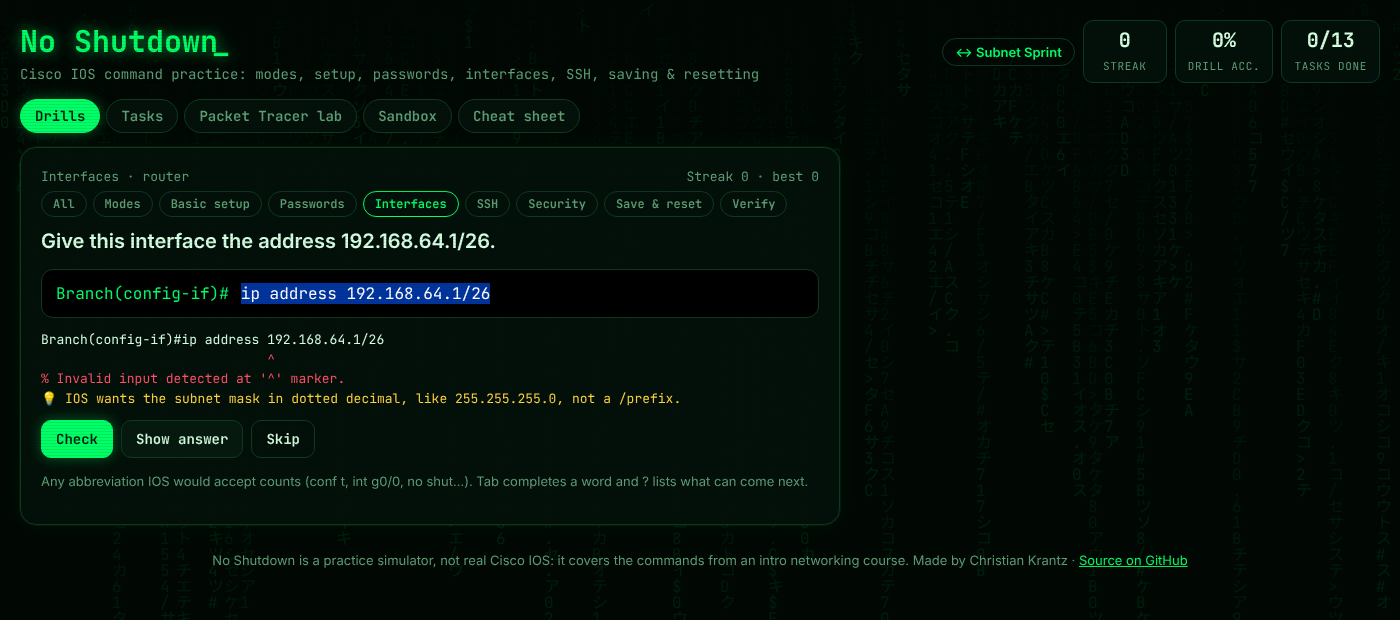 No Shutdown_
Cisco IOS command practice: modes, setup, passwords, interfaces, SSH, saving & resetting
↔ Subnet Sprint
0
STREAK
0%
DRILL ACC.
0/13
TASKS DONE
Drills
Tasks
Packet Tracer lab
Sandbox
Cheat sheet
Interfaces · router
Streak 0 · best 0
All
Modes
Basic setup
Passwords
Interfaces
SSH
Security
Save & reset
Verify
Give this interface the address 192.168.64.1/26.
Branch(config-if)# ip address 192.168.64.1/26
Branch(config-if)#ip address 192.168.64.1/26
^
% Invalid input detected at '^' marker.
💡 IOS wants the subnet mask in dotted decimal, like 255.255.255.0, not a /prefix.
Check
Show answer
Skip
Any abbreviation IOS would accept counts (conf t, int g0/0, no shut…). Tab completes a word and ? lists what can come next.
No Shutdown is a practice simulator, not real Cisco IOS: it covers the commands from an intro networking course. Made by Christian Krantz · Source on GitHub